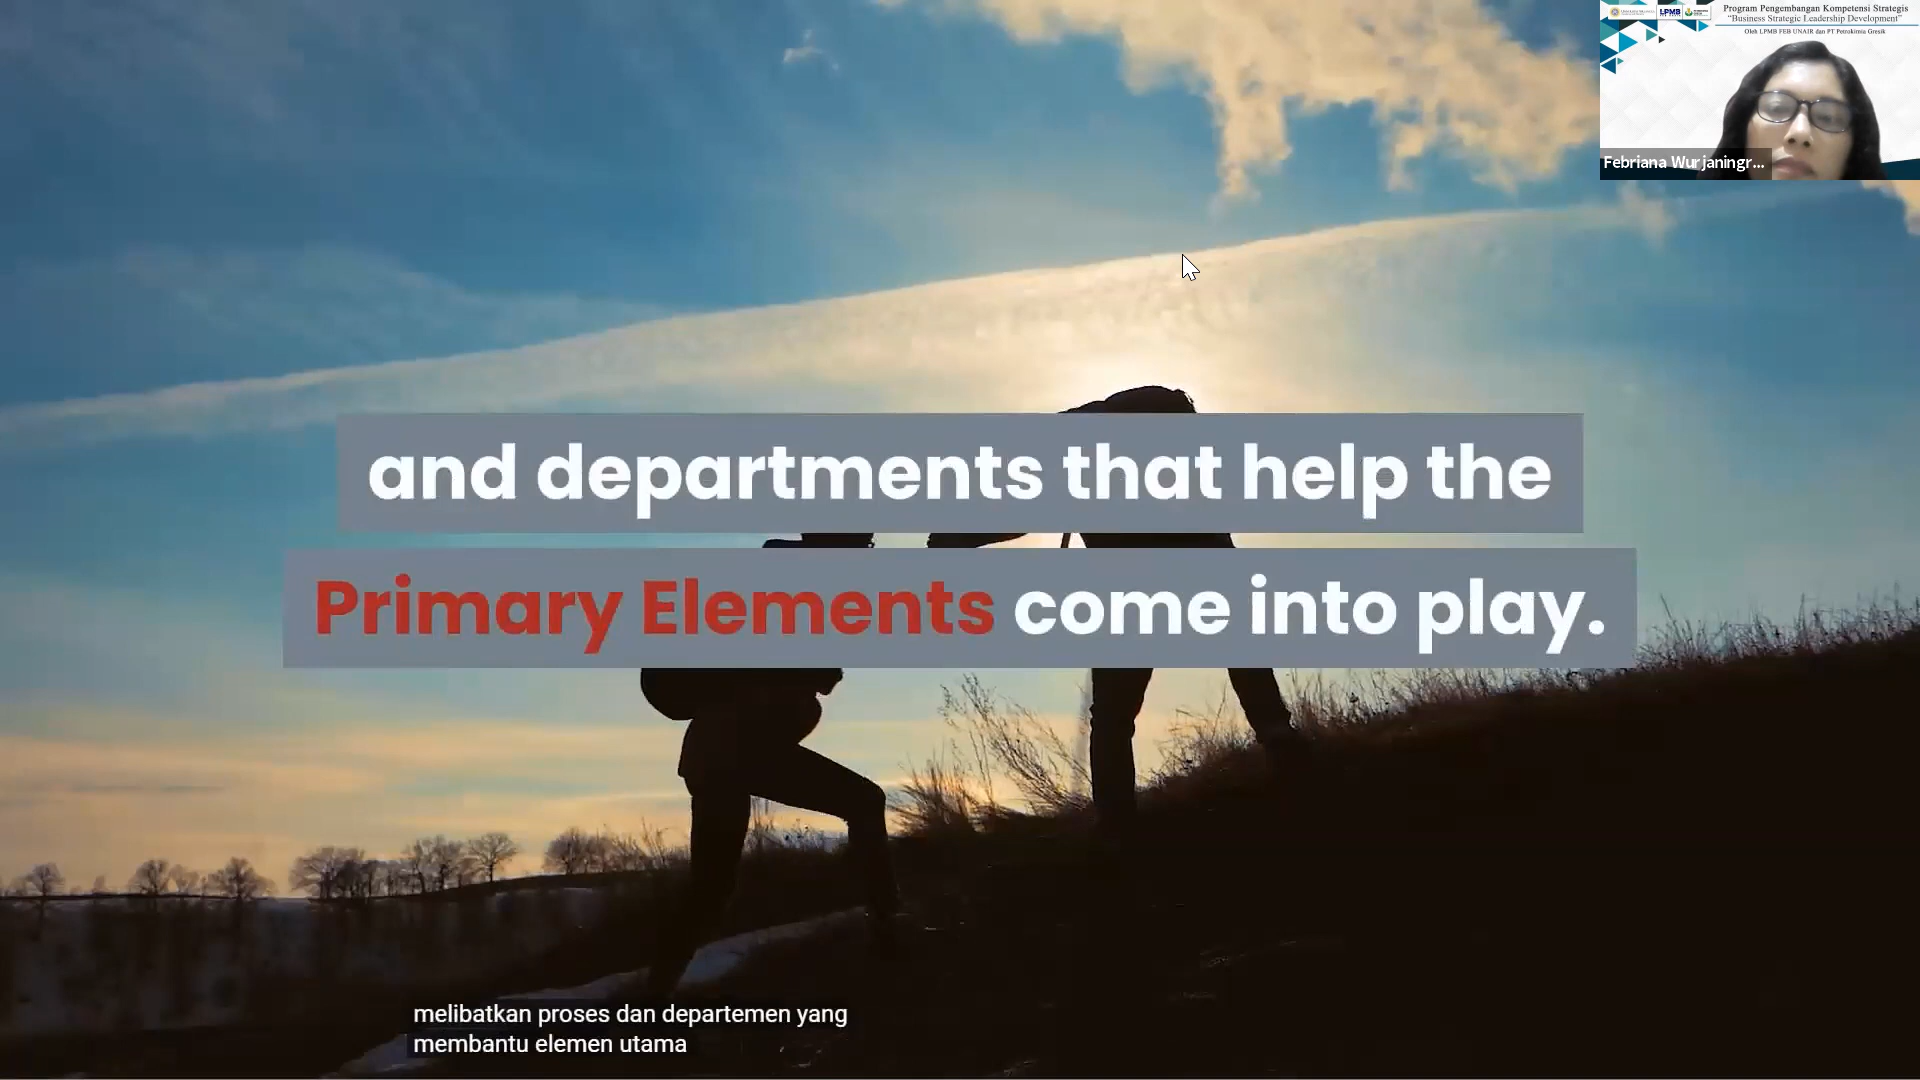 Program Pengembangan Kompetensi Strategis
"Business Strategic Leadership Development"
Oleh LPMB FEB UNAIR dan PT Petrokimia Gresik
LPMB
Febriana Wurjaningr...
and departments that help the
Primary Elements come into play.
melibatkan proses dan departemen yang
membantu elemen utama